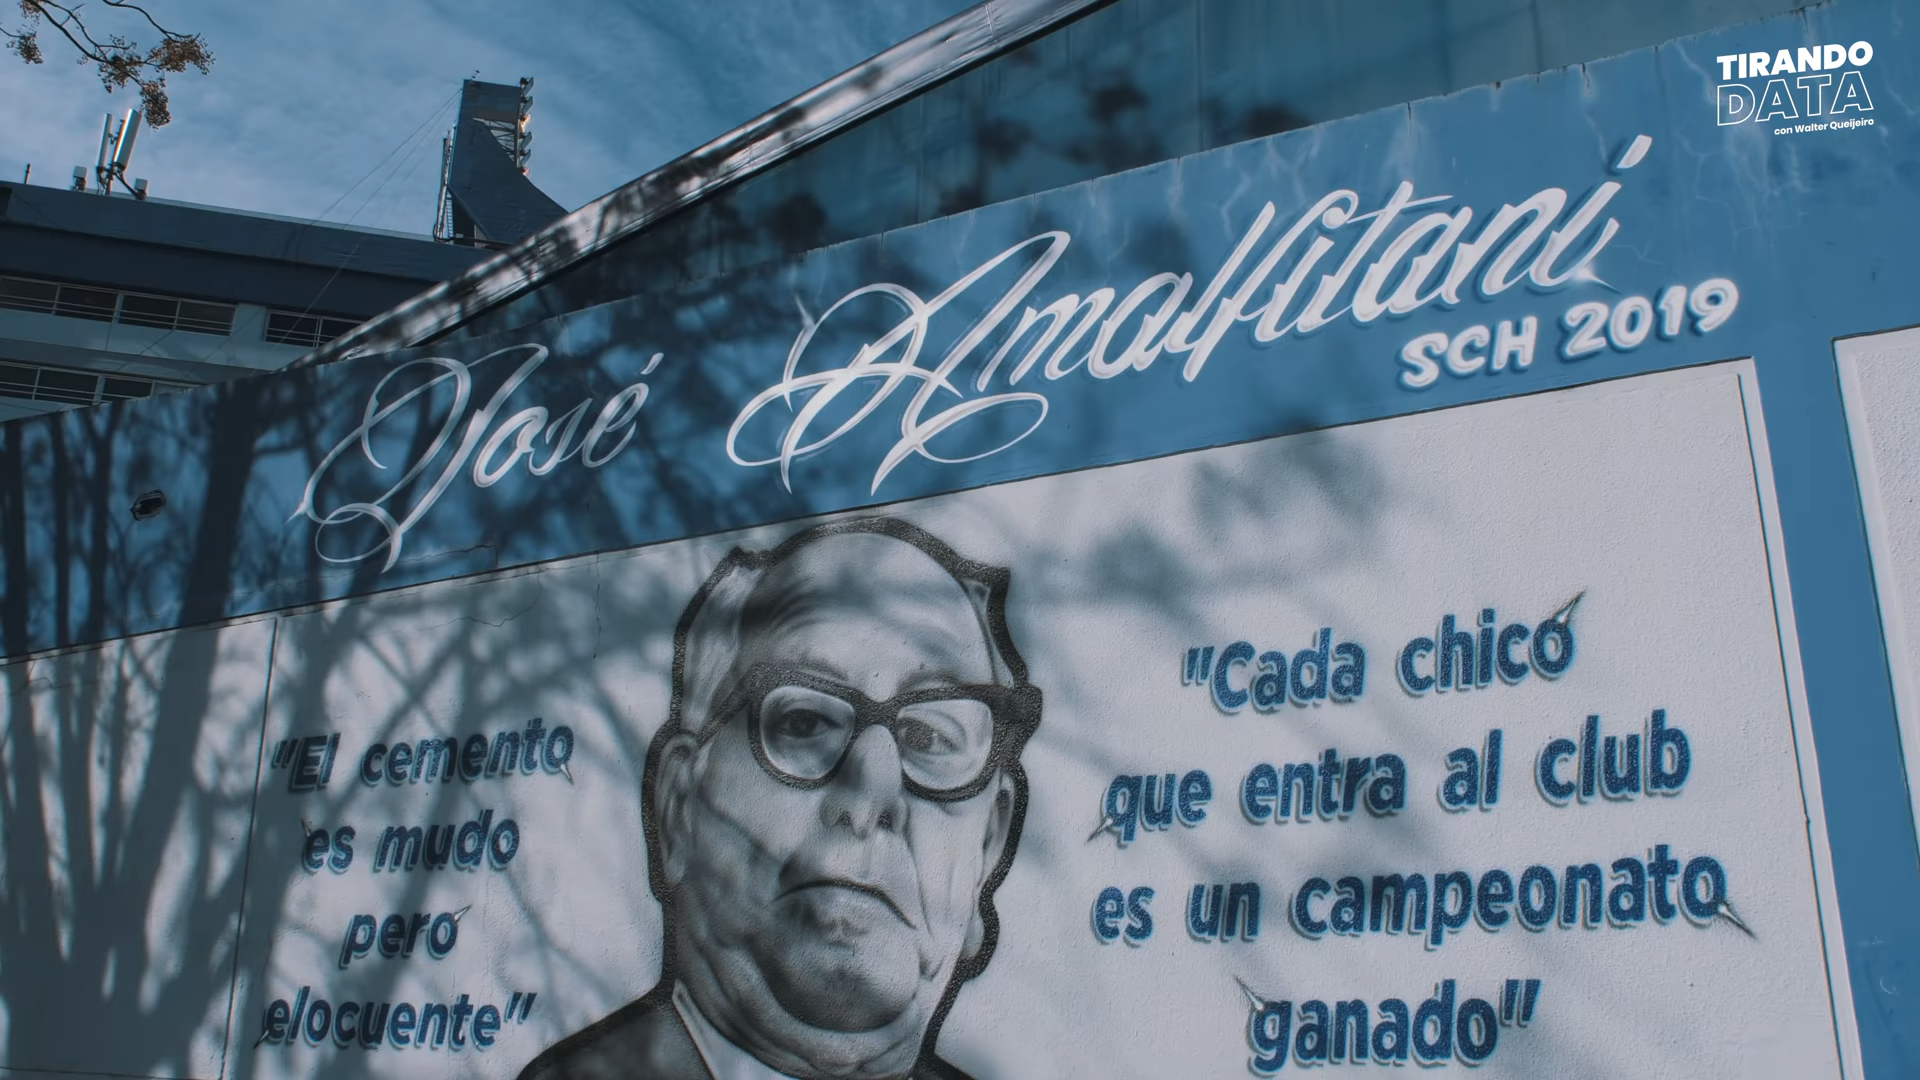 TIRANDO
DATA
con Walter Queijeiro
José Amalfitani
SCH 2019
"El cemento
es mudo
pero
elocuente"
"Cada chico
que entra al club
es un campeonato
ganado"